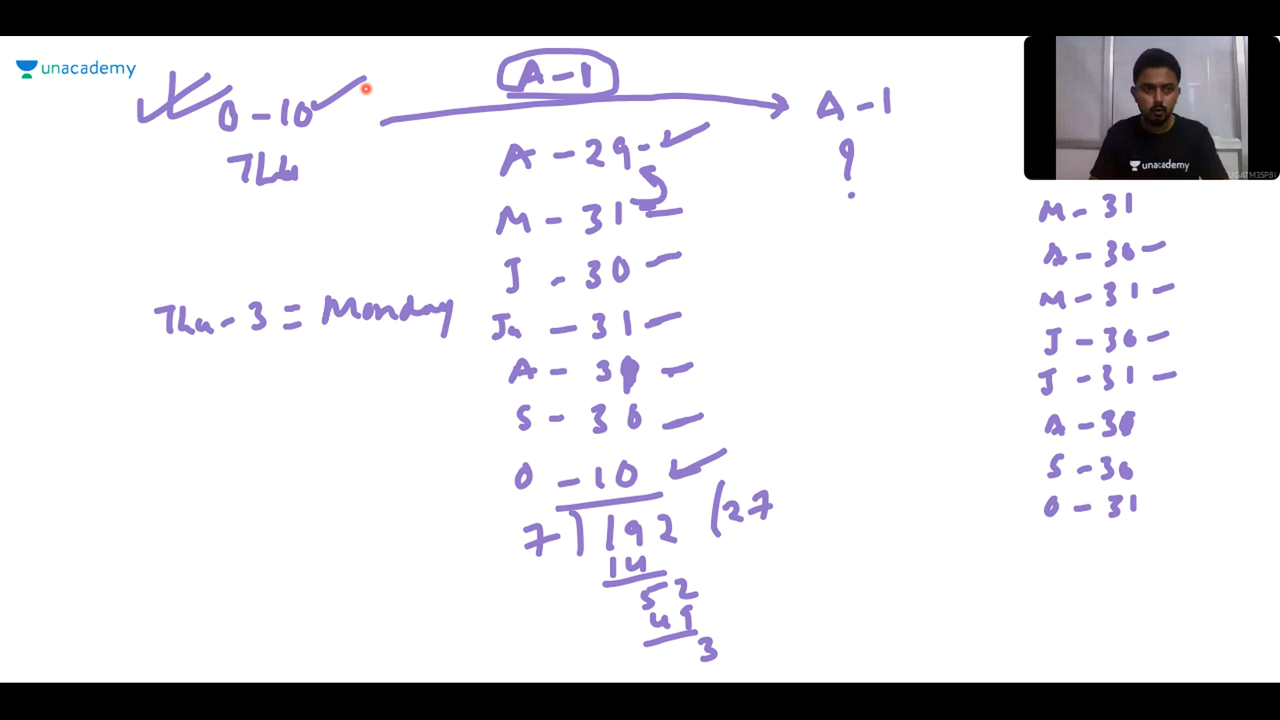 unacademy
A - 1
O - 10
A - 1
Thu
?
A - 29 -
M - 31 -
J - 30 -
Thu - 3 = Monday
Ju - 31 -
A - 31 -
S - 30 -
O - 10
7 ) 192 ( 27
14
52
49
3
unacademy
M - 31
A - 30 -
M - 31 -
J - 30 -
J - 31 -
A - 31
S - 30
O - 31